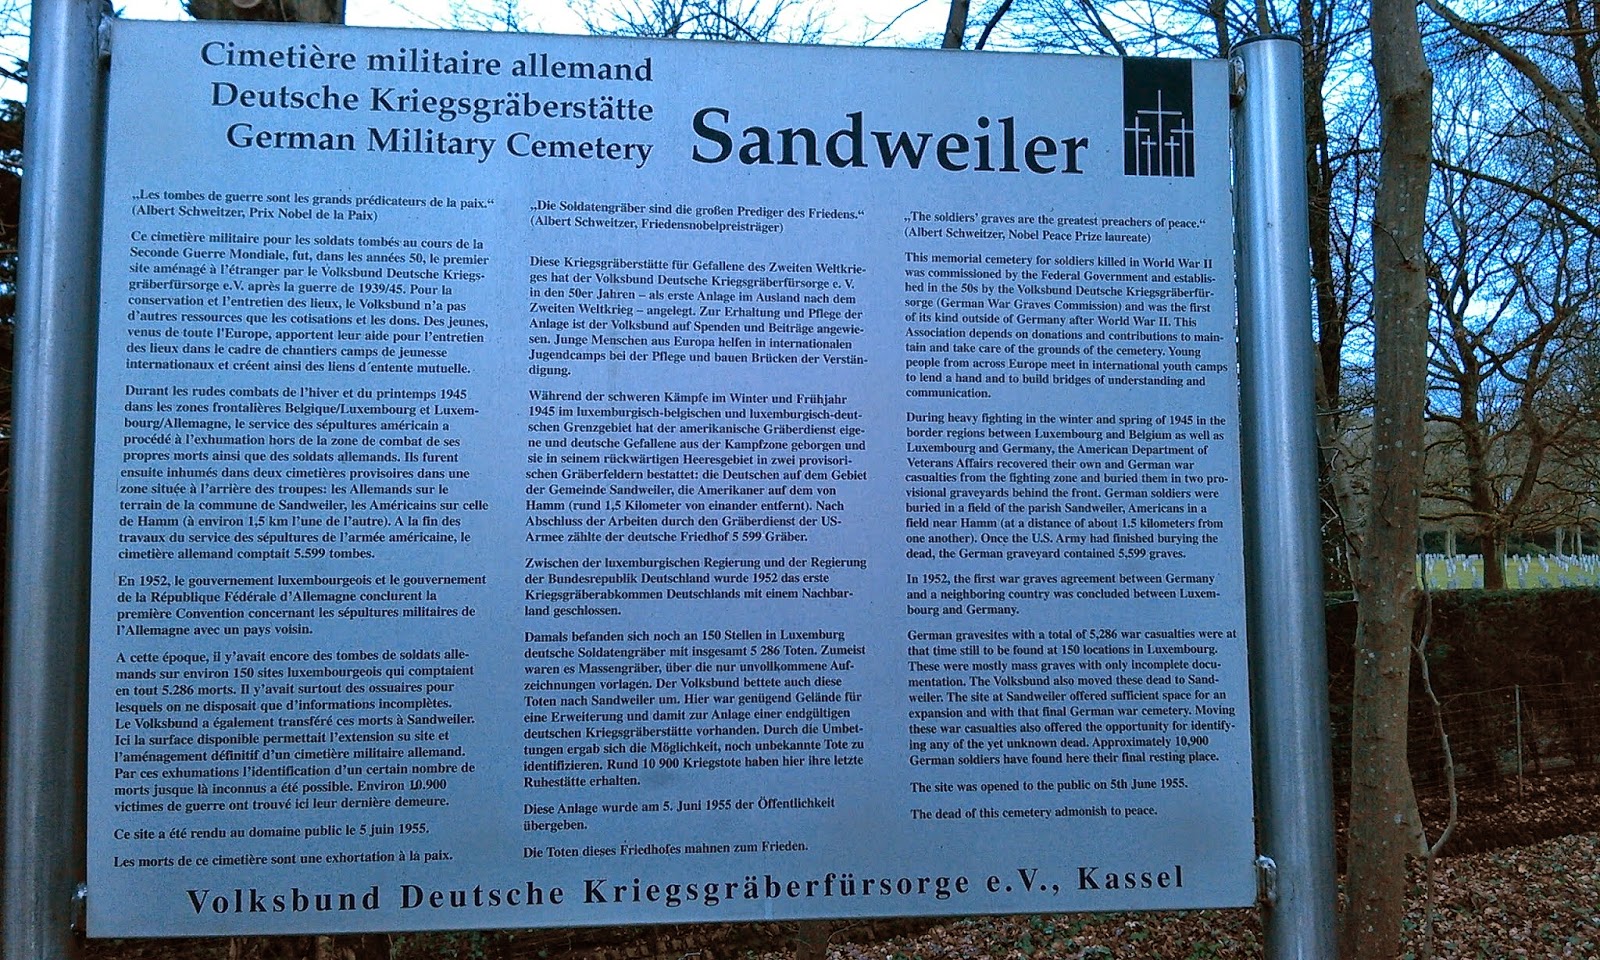 Cimetière militaire allemand
Deutsche Kriegsgräberstätte
German Military Cemetery
Sandweiler
„Les tombes de guerre sont les grands prédicateurs de la paix.“
(Albert Schweitzer, Prix Nobel de la Paix)
Ce cimetière militaire pour les soldats tombés au cours de la
Seconde Guerre Mondiale, fut, dans les années 50, le premier
site aménagé à l'étranger par le Volksbund Deutsche Kriegs-
gräberfürsorge e.V. après la guerre de 1939/45. Pour la
conservation et l'entretien des lieux, le Volksbund n'a pas
d'autres ressources que les cotisations et les dons. Des jeunes,
venus de toute l'Europe, apportent leur aide pour l'entretien
des lieux dans le cadre de chantiers camps de jeunesse
internationaux et créent ainsi des liens d´entente mutuelle.
Durant les rudes combats de l'hiver et du printemps 1945
dans les zones frontalières Belgique/Luxembourg et Luxem-
bourg/Allemagne, le service des sépultures américain a
procédé à l'exhumation hors de la zone de combat de ses
propres morts ainsi que des soldats allemands. Ils furent
ensuite inhumés dans deux cimetières provisoires dans une
zone située à l'arrière des troupes: les Allemands sur le
terrain de la commune de Sandweiler, les Américains sur celle
de Hamm (à environ 1,5 km l'une de l'autre). A la fin des
travaux du service des sépultures de l'armée américaine, le
cimetière allemand comptait 5.599 tombes.
En 1952, le gouvernement luxembourgeois et le gouvernement
de la République Fédérale d'Allemagne conclurent la
première Convention concernant les sépultures militaires de
l'Allemagne avec un pays voisin.
A cette époque, il y'avait encore des tombes de soldats alle-
mands sur environ 150 sites luxembourgeois qui comptaient
en tout 5.286 morts. Il y'avait surtout des ossuaires pour
lesquels on ne disposait que d'informations incomplètes.
Le Volksbund a également transféré ces morts à Sandweiler.
Ici la surface disponible permettait l'extension su site et
l'aménagement définitif d'un cimetière militaire allemand.
Par ces exhumations l'identification d'un certain nombre de
morts jusque là inconnus a été possible. Environ 10.900
victimes de guerre ont trouvé ici leur dernière demeure.
Ce site a été rendu au domaine public le 5 juin 1955.
Les morts de ce cimetière sont une exhortation à la paix.
„Die Soldatengräber sind die großen Prediger des Friedens.“
(Albert Schweitzer, Friedensnobelpreisträger)
Diese Kriegsgräberstätte für Gefallene des Zweiten Weltkrie-
ges hat der Volksbund Deutsche Kriegsgräberfürsorge e. V.
in den 50er Jahren – als erste Anlage im Ausland nach dem
Zweiten Weltkrieg – angelegt. Zur Erhaltung und Pflege der
Anlage ist der Volksbund auf Spenden und Beiträge angewie-
sen. Junge Menschen aus Europa helfen in internationalen
Jugendcamps bei der Pflege und bauen Brücken der Verstän-
digung.
Während der schweren Kämpfe im Winter und Frühjahr
1945 im luxemburgisch-belgischen und luxemburgisch-deut-
schen Grenzgebiet hat der amerikanische Gräberdienst eige-
ne und deutsche Gefallene aus der Kampfzone geborgen und
sie in seinem rückwärtigen Heeresgebiet in zwei provisori-
schen Gräberfeldern bestattet: die Deutschen auf dem Gebiet
der Gemeinde Sandweiler, die Amerikaner auf dem von
Hamm (rund 1,5 Kilometer von einander entfernt). Nach
Abschluss der Arbeiten durch den Gräberdienst der US-
Armee zählte der deutsche Friedhof 5 599 Gräber.
Zwischen der luxemburgischen Regierung und der Regierung
der Bundesrepublik Deutschland wurde 1952 das erste
Kriegsgräberabkommen Deutschlands mit einem Nachbar-
land geschlossen.
Damals befanden sich noch an 150 Stellen in Luxemburg
deutsche Soldatengräber mit insgesamt 5 286 Toten. Zumeist
waren es Massengräber, über die nur unvollkommene Auf-
zeichnungen vorlagen. Der Volksbund bettete auch diese
Toten nach Sandweiler um. Hier war genügend Gelände für
eine Erweiterung und damit zur Anlage einer endgültigen
deutschen Kriegsgräberstätte vorhanden. Durch die Umbet-
tungen ergab sich die Möglichkeit, noch unbekannte Tote zu
identifizieren. Rund 10 900 Kriegstote haben hier ihre letzte
Ruhestätte erhalten.
Diese Anlage wurde am 5. Juni 1955 der Öffentlichkeit
übergeben.
Die Toten dieses Friedhofes mahnen zum Frieden.
„The soldiers' graves are the greatest preachers of peace.“
(Albert Schweitzer, Nobel Peace Prize laureate)
This memorial cemetery for soldiers killed in World War II
was commissioned by the Federal Government and establis-
hed in the 50s by the Volksbund Deutsche Kriegsgräberfür-
sorge (German War Graves Commission) and was the first
of its kind outside of Germany after World War II. This
Association depends on donations and contributions to main-
tain and take care of the grounds of the cemetery. Young
people from across Europe meet in international youth camps
to lend a hand and to build bridges of understanding and
communication.
During heavy fighting in the winter and spring of 1945 in the
border regions between Luxembourg and Belgium as well as
Luxembourg and Germany, the American Department of
Veterans Affairs recovered their own and German war
casualties from the fighting zone and buried them in two pro-
visional graveyards behind the front. German soldiers were
buried in a field of the parish Sandweiler, Americans in a
field near Hamm (at a distance of about 1.5 kilometers from
one another). Once the U.S. Army had finished burying the
dead, the German graveyard contained 5,599 graves.
In 1952, the first war graves agreement between Germany
and a neighboring country was concluded between Luxem-
bourg and Germany.
German gravesites with a total of 5,286 war casualties were at
that time still to be found at 150 locations in Luxembourg.
These were mostly mass graves with only incomplete docu-
mentation. The Volksbund also moved these dead to Sand-
weiler. The site at Sandweiler offered sufficient space for an
expansion and with that final German war cemetery. Moving
these war casualties also offered the opportunity for identify-
ing any of the yet unknown dead. Approximately 10,900
German soldiers have found here their final resting place.
The site was opened to the public on 5th June 1955.
The dead of this cemetery admonish to peace.
Volksbund Deutsche Kriegsgräberfürsorge e.V., Kassel